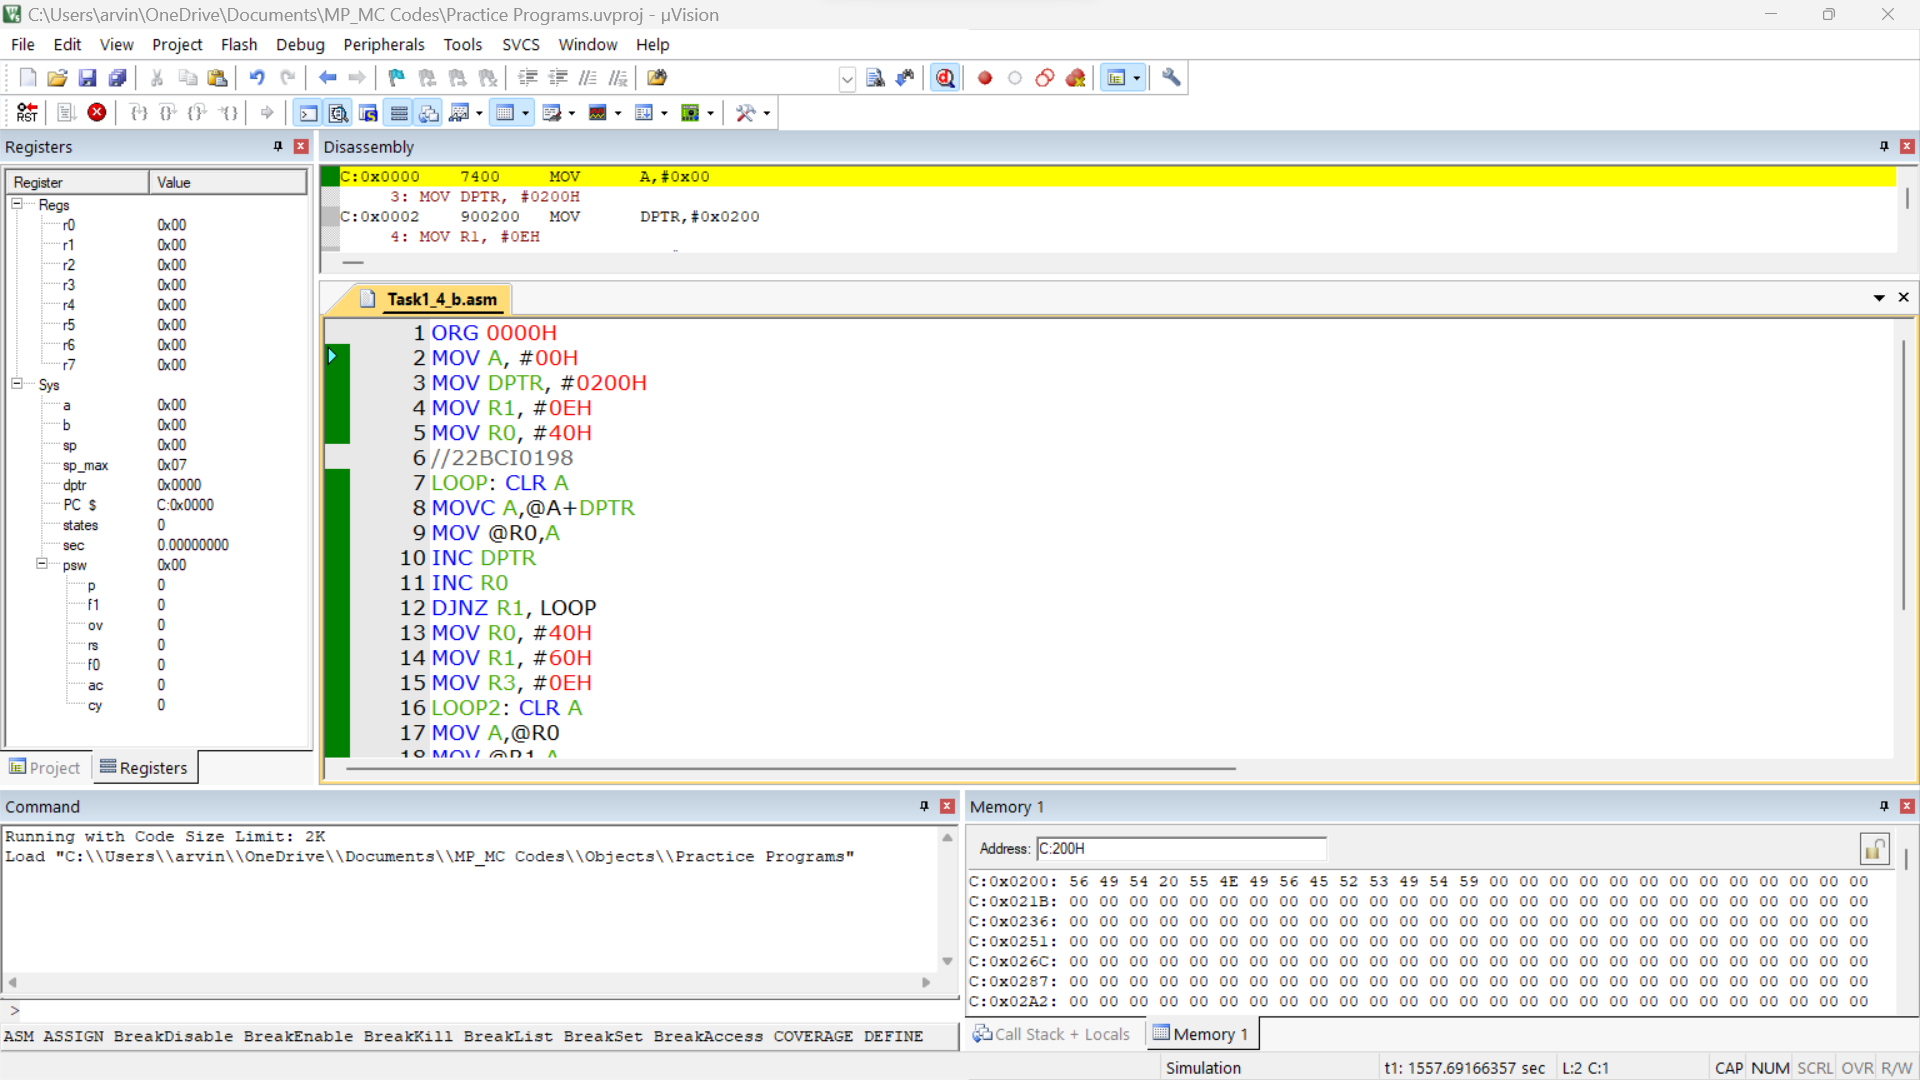 C:\Users\arvin\OneDrive\Documents\MP_MC Codes\Practice Programs.uvproj - µVision
File Edit View Project Flash Debug Peripherals Tools SVCS Window Help
RST
Registers
Register Value
Regs
r0 0x00
r1 0x00
r2 0x00
r3 0x00
r4 0x00
r5 0x00
r6 0x00
r7 0x00
Sys
a 0x00
b 0x00
sp 0x00
sp_max 0x07
dptr 0x0000
PC $ C:0x0000
states 0
sec 0.00000000
psw 0x00
p 0
f1 0
ov 0
rs 0
f0 0
ac 0
cy 0
Project Registers
Disassembly
C:0x0000 7400 MOV A,#0x00
3: MOV DPTR, #0200H
C:0x0002 900200 MOV DPTR,#0x0200
4: MOV R1, #0EH
Task1_4_b.asm
1 ORG 0000H
2 MOV A, #00H
3 MOV DPTR, #0200H
4 MOV R1, #0EH
5 MOV R0, #40H
6 //22BCI0198
7 LOOP: CLR A
8 MOVC A,@A+DPTR
9 MOV @R0,A
10 INC DPTR
11 INC R0
12 DJNZ R1, LOOP
13 MOV R0, #40H
14 MOV R1, #60H
15 MOV R3, #0EH
16 LOOP2: CLR A
17 MOV A,@R0
18 MOV @R1,A
Command
Running with Code Size Limit: 2K
Load "C:\\Users\\arvin\\OneDrive\\Documents\\MP_MC Codes\\Objects\\Practice Programs"
>
ASM ASSIGN BreakDisable BreakEnable BreakKill BreakList BreakSet BreakAccess COVERAGE DEFINE
Memory 1
Address: C:200H
C:0x0200: 56 49 54 20 55 4E 49 56 45 52 53 49 54 59 00 00 00 00 00 00 00 00 00 00 00 00 00
C:0x021B: 00 00 00 00 00 00 00 00 00 00 00 00 00 00 00 00 00 00 00 00 00 00 00 00 00 00 00
C:0x0236: 00 00 00 00 00 00 00 00 00 00 00 00 00 00 00 00 00 00 00 00 00 00 00 00 00 00 00
C:0x0251: 00 00 00 00 00 00 00 00 00 00 00 00 00 00 00 00 00 00 00 00 00 00 00 00 00 00 00
C:0x026C: 00 00 00 00 00 00 00 00 00 00 00 00 00 00 00 00 00 00 00 00 00 00 00 00 00 00 00
C:0x0287: 00 00 00 00 00 00 00 00 00 00 00 00 00 00 00 00 00 00 00 00 00 00 00 00 00 00 00
C:0x02A2: 00 00 00 00 00 00 00 00 00 00 00 00 00 00 00 00 00 00 00 00 00 00 00 00 00 00 00
Call Stack + Locals Memory 1
Simulation t1: 1557.69166357 sec L:2 C:1 CAP NUM SCRL OVR R/W